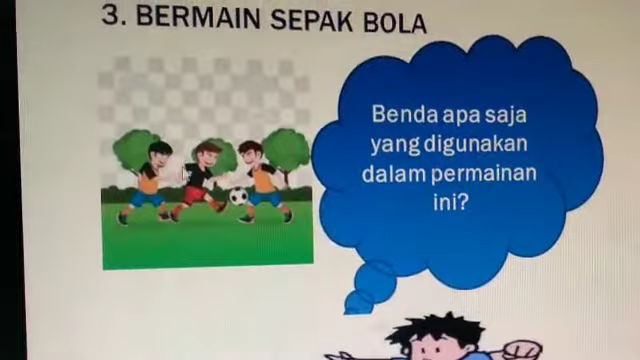 3. BERMAIN SEPAK BOLA
Benda apa saja
yang digunakan
dalam permainan
ini?